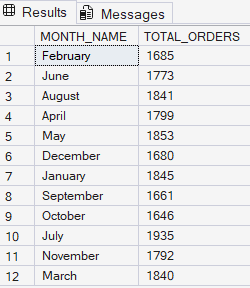 Results Messages
MONTH_NAME TOTAL_ORDERS
1 February 1685
2 June 1773
3 August 1841
4 April 1799
5 May 1853
6 December 1680
7 January 1845
8 September 1661
9 October 1646
10 July 1935
11 November 1792
12 March 1840